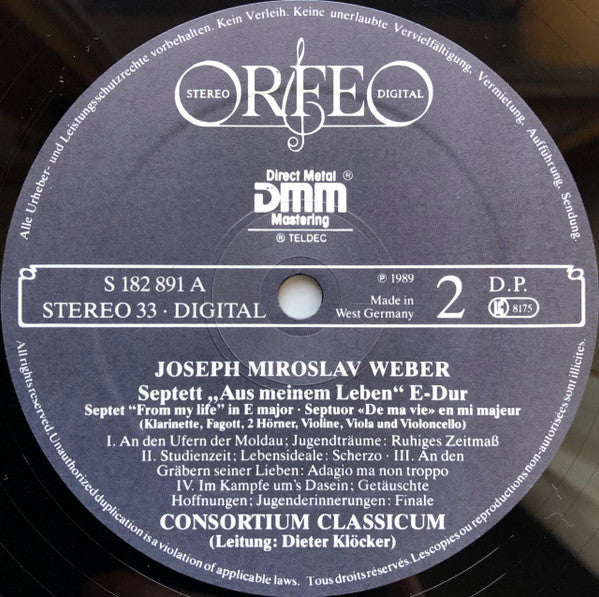 Alle Urheber- und Leistungsschutzrechte vorbehalten. Kein Verleih. Keine unerlaubte Vervielfältigung, Vermietung, Aufführung, Sendung.
STEREO ORFEO DIGITAL
Direct Metal ®
DMM
Mastering
® TELDEC
S 182 891 A
STEREO 33 · DIGITAL
℗ 1989
Made in
West Germany
2
D.P.
LC 8175
JOSEPH MIROSLAV WEBER
Septett „Aus meinem Leben“ E-Dur
Septet “From my life” in E major · Septuor «De ma vie» en mi majeur
(Klarinette, Fagott, 2 Hörner, Violine, Viola und Violoncello)
I. An den Ufern der Moldau; Jugendträume: Ruhiges Zeitmaß
II. Studienzeit; Lebensideale: Scherzo · III. An den
Gräbern seiner Lieben: Adagio ma non troppo
IV. Im Kampfe um's Dasein; Getäuschte
Hoffnungen; Jugenderinnerungen: Finale
CONSORTIUM CLASSICUM
(Leitung: Dieter Klöcker)
All rights reserved. Unauthorized duplication is a violation of applicable laws. Tous droits réservés. Les copies ou reproductions non-autorisées sont illicites.